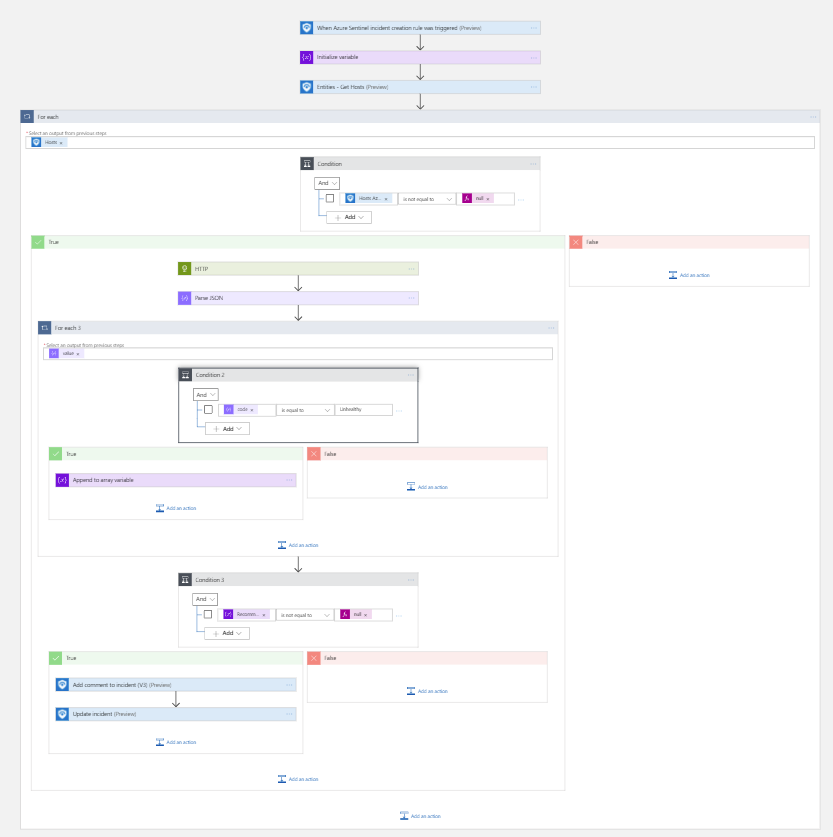 When Azure Sentinel incident creation rule was triggered (Preview)
Initialize variable
Entities - Get Hosts (Preview)
For each
* Select an output from previous steps
Hosts ×
Condition
And
Hosts Az... × is not equal to null ×
Add
True
False
Add an action
HTTP
Parse JSON
For each 3
* Select an output from previous steps
value ×
Condition 2
And
code × is equal to Unhealthy
Add
True
False
Append to array variable
Add an action
Add an action
Add an action
Condition 3
And
Recomm... × is not equal to null ×
Add
True
False
Add comment to incident (V3) (Preview)
Add an action
Update incident (Preview)
Add an action
Add an action
Add an action